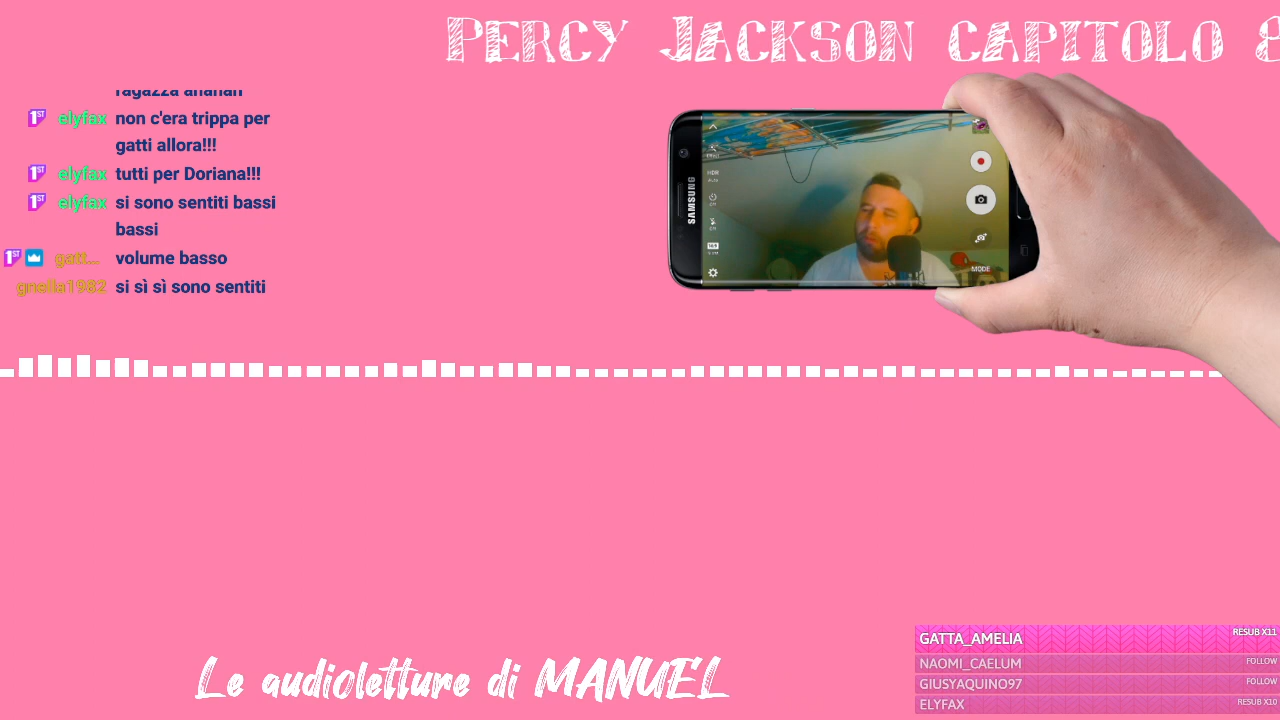 PERCY JACKSON CAPITOLO 8
ragazza ahahah
elyfax non c'era trippa per
gatti allora!!!
elyfax tutti per Doriana!!!
elyfax si sono sentiti bassi
bassi
gatt... volume basso
gnella1982 si sì sì sono sentiti
SAMSUNG
HDR
MODE
Le audioletture di MANUEL
GATTA_AMELIA RESUB X11
NAOMI_CAELUM FOLLOW
GIUSYAQUINO97 FOLLOW
ELYFAX RESUB X10